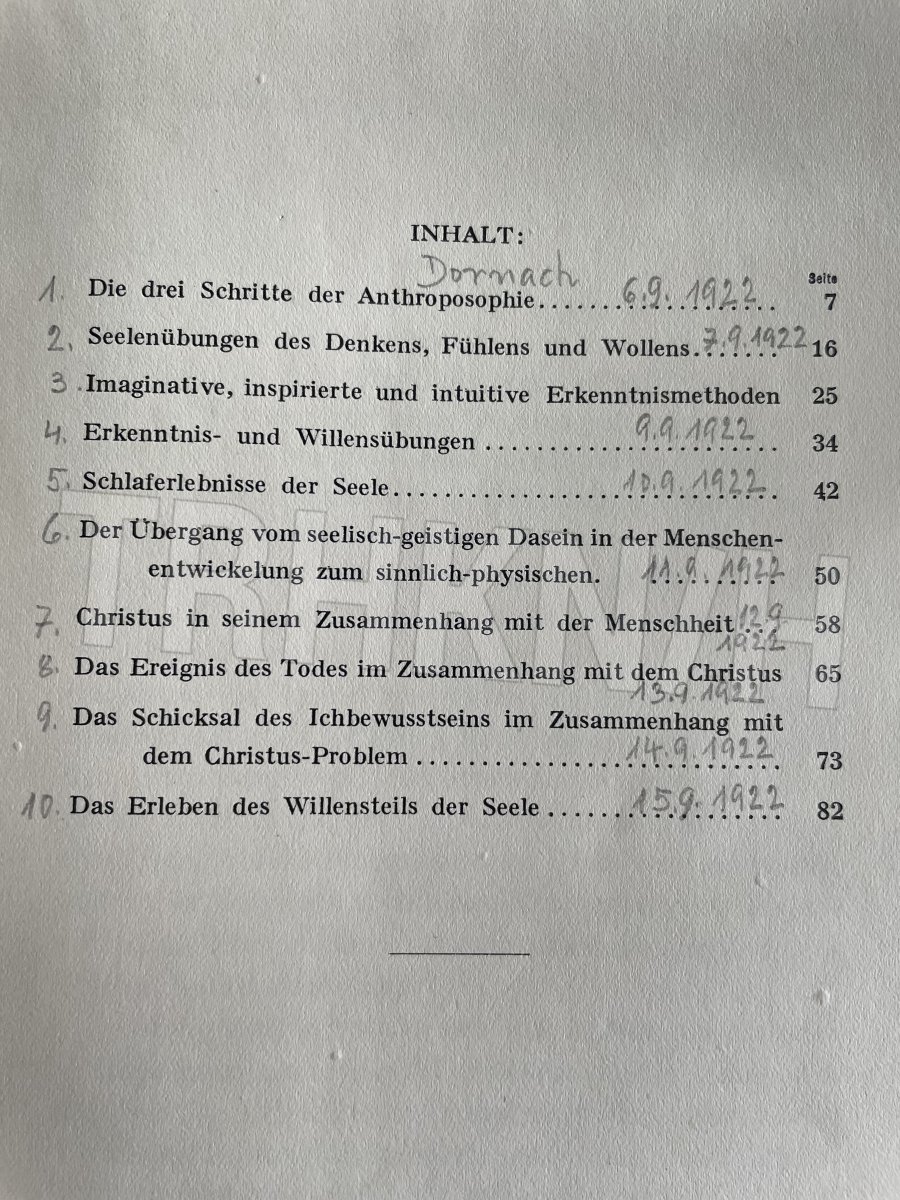 INHALT:
Dornach
Seite
1. Die drei Schritte der Anthroposophie....... 6.9. 1922 7
2. Seelenübungen des Denkens, Fühlens und Wollens....... 7.9.1922 16
3. Imaginative, inspirierte und intuitive Erkenntnismethoden 25
4. Erkenntnis- und Willensübungen ....................... 9.9.1922 34
5. Schlaferlebnisse der Seele.............................. 10.9.1922 42
6. Der Übergang vom seelisch-geistigen Dasein in der Menschen-
entwickelung zum sinnlich-physischen. .......... 11.9.1922 50
7. Christus in seinem Zusammenhang mit der Menschheit ... 12.9 58
1922
8. Das Ereignis des Todes im Zusammenhang mit dem Christus 65
13.9.1922
9. Das Schicksal des Ichbewusstseins im Zusammenhang mit
dem Christus-Problem ............................ 14.9.1922 73
10. Das Erleben des Willensteils der Seele .................. 15.9.1922 82